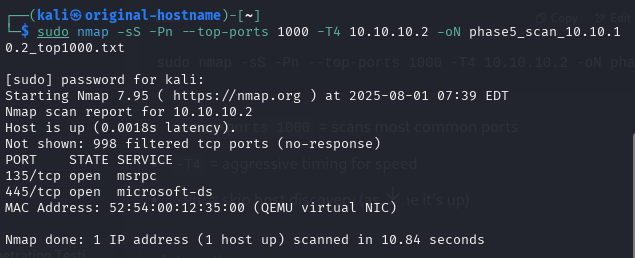 ┌──(kali㉿original-hostname)-[~]
└─$ sudo nmap -sS -Pn --top-ports 1000 -T4 10.10.10.2 -oN phase5_scan_10.10.1
0.2_top1000.txt
[sudo] password for kali:
Starting Nmap 7.95 ( https://nmap.org ) at 2025-08-01 07:39 EDT
Nmap scan report for 10.10.10.2
Host is up (0.0018s latency).
Not shown: 998 filtered tcp ports (no-response)
PORT    STATE SERVICE
135/tcp open  msrpc
445/tcp open  microsoft-ds
MAC Address: 52:54:00:12:35:00 (QEMU virtual NIC)
Nmap done: 1 IP address (1 host up) scanned in 10.84 seconds